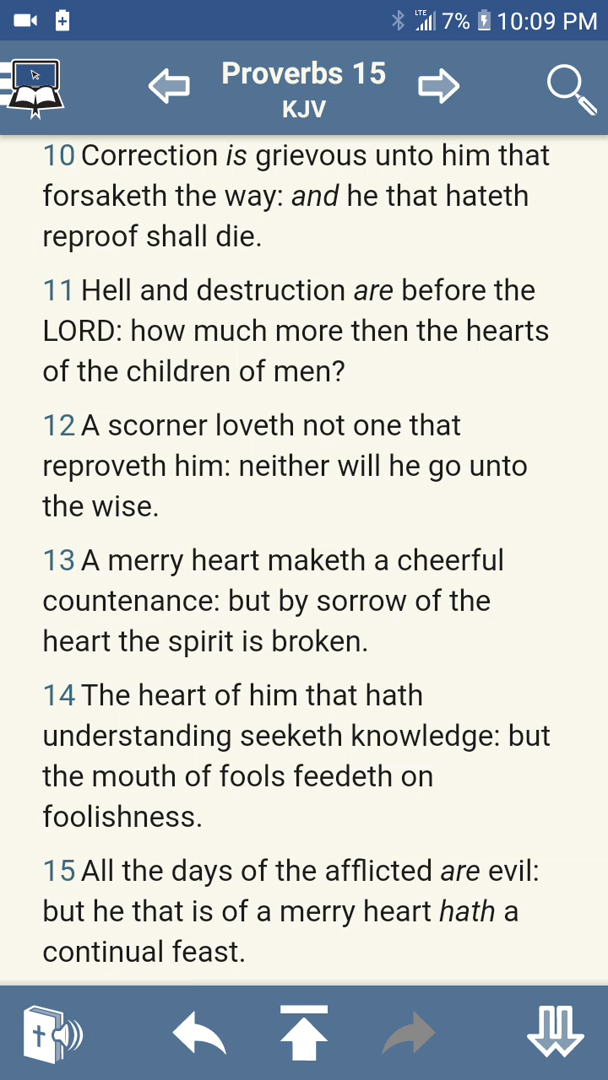 LTE 7% 10:09 PM
Proverbs 15
KJV
10 Correction is grievous unto him that
forsaketh the way: and he that hateth
reproof shall die.
11 Hell and destruction are before the
LORD: how much more then the hearts
of the children of men?
12 A scorner loveth not one that
reproveth him: neither will he go unto
the wise.
13 A merry heart maketh a cheerful
countenance: but by sorrow of the
heart the spirit is broken.
14 The heart of him that hath
understanding seeketh knowledge: but
the mouth of fools feedeth on
foolishness.
15 All the days of the afflicted are evil:
but he that is of a merry heart hath a
continual feast.